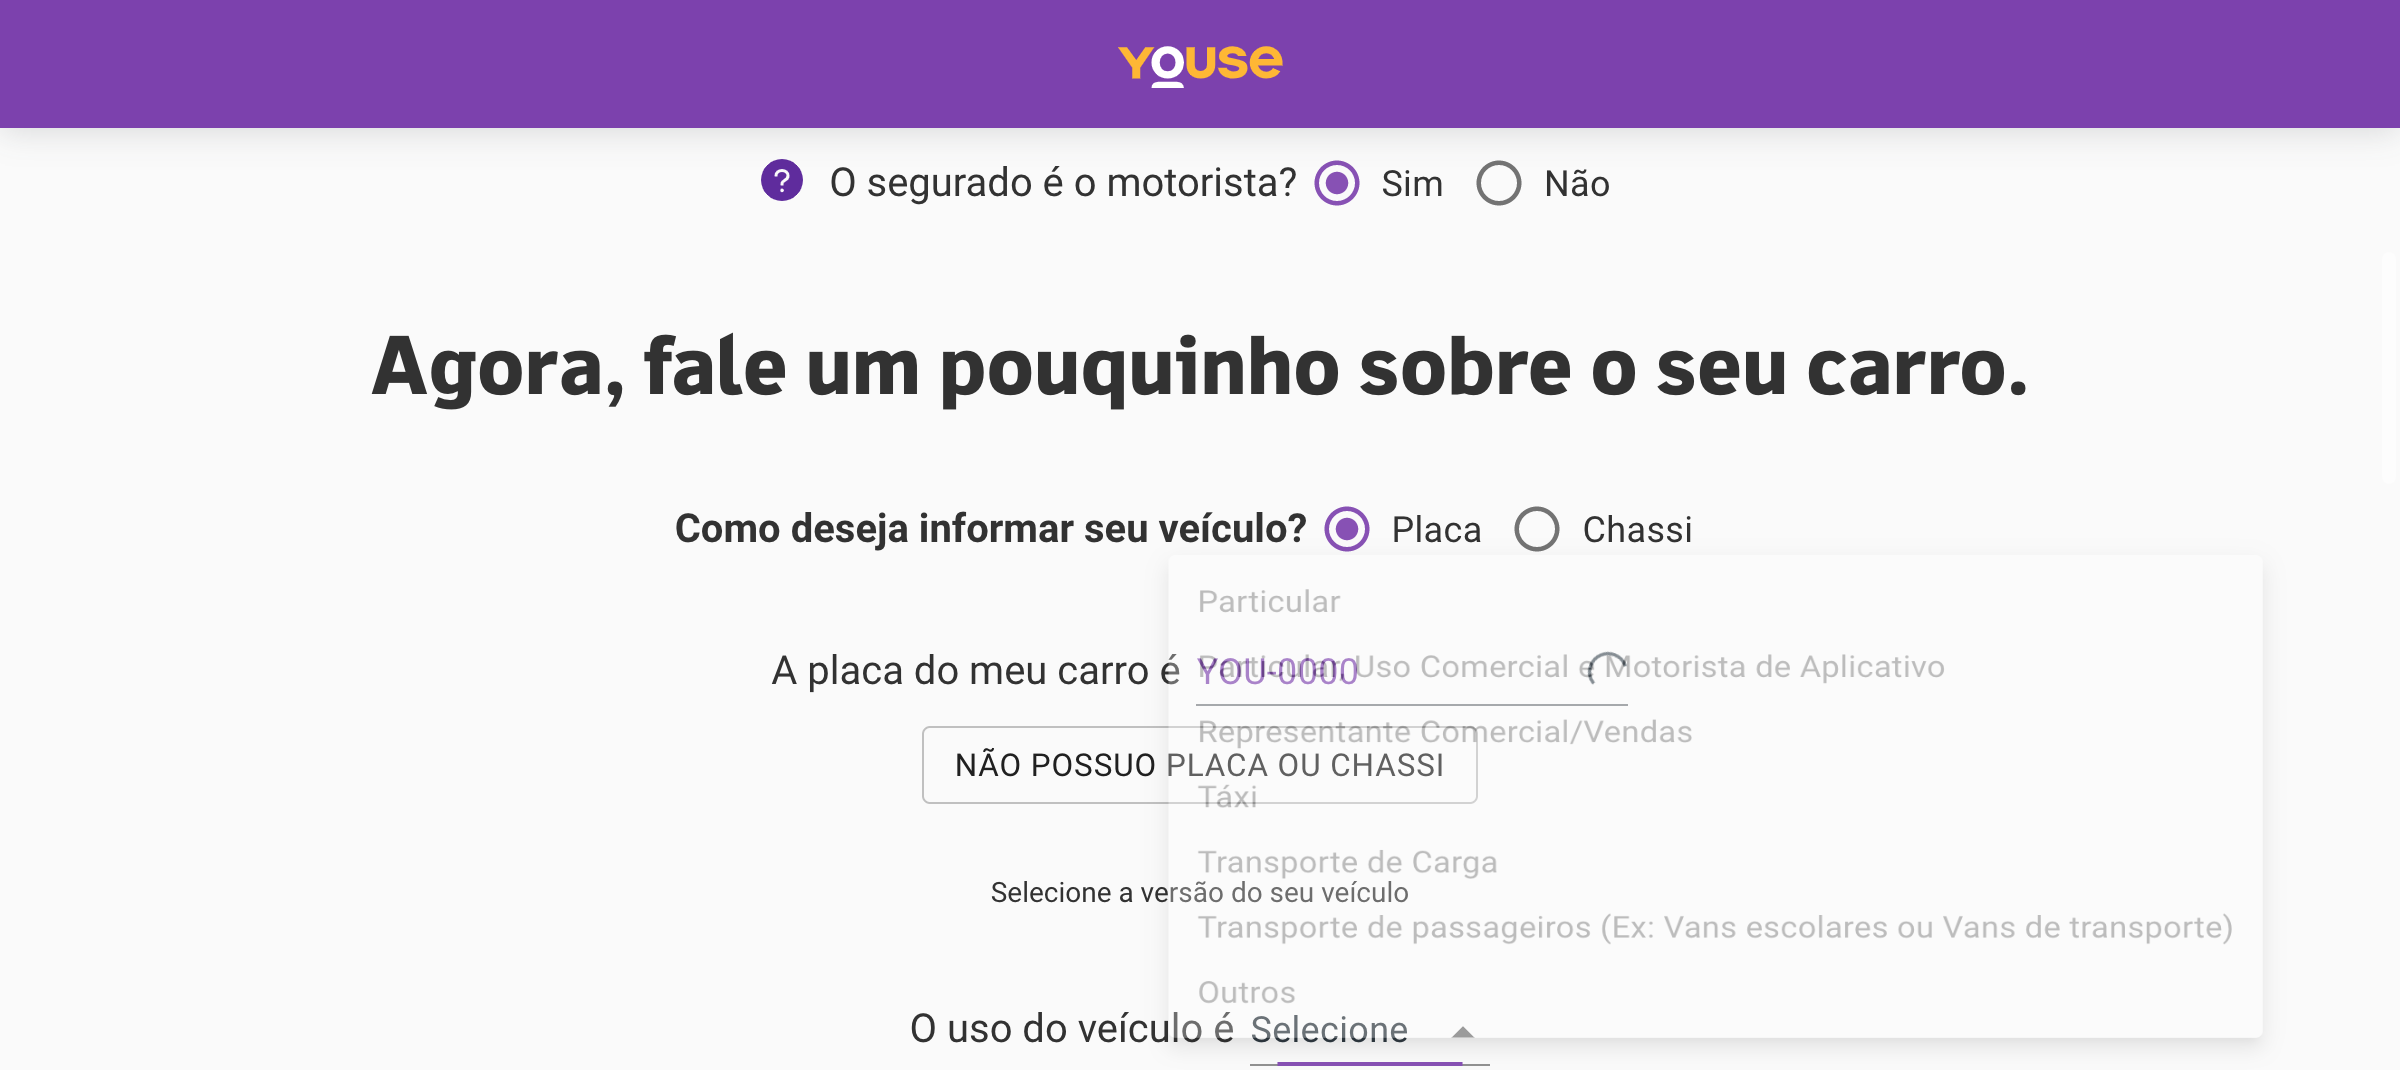 YOUSE
? O segurado é o motorista? Sim Não
Agora, fale um pouquinho sobre o seu carro.
Como deseja informar seu veículo? Placa Chassi
Particular
A placa do meu carro é YOU-0000
Particular, Uso Comercial e Motorista de Aplicativo
Representante Comercial/Vendas
NÃO POSSUO PLACA OU CHASSI
Táxi
Transporte de Carga
Selecione a versão do seu veículo
Transporte de passageiros (Ex: Vans escolares ou Vans de transporte)
Outros
O uso do veículo é Selecione